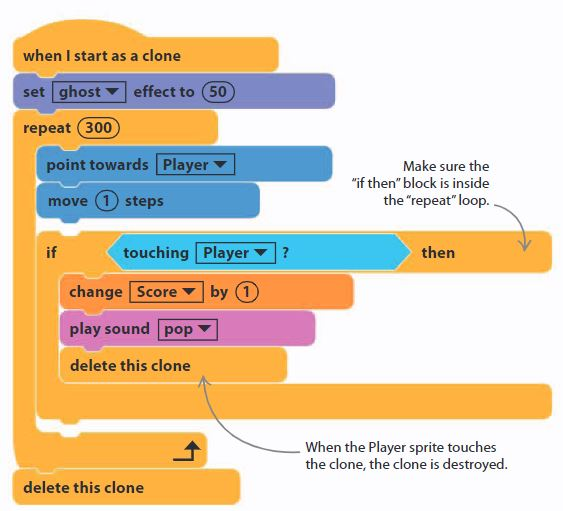 when I start as a clone
set ghost effect to 50
repeat 300
point towards Player
move 1 steps
Make sure the
“if then” block is inside
the “repeat” loop.
if touching Player ? then
change Score by 1
play sound pop
delete this clone
When the Player sprite touches
the clone, the clone is destroyed.
delete this clone